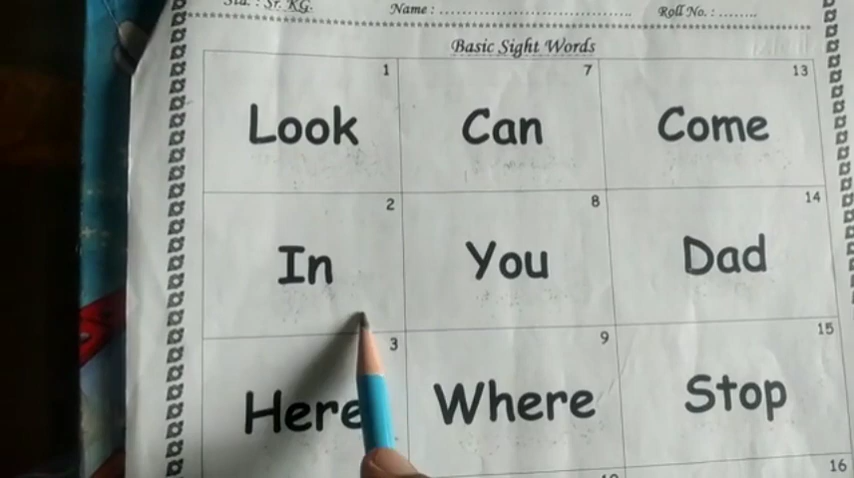 Std. : Sr. KG. Name : ................................. Roll No. : ........
Basic Sight Words
1 7 13
Look Can Come
2 8 14
In You Dad
3 9 15
Here Where Stop
16